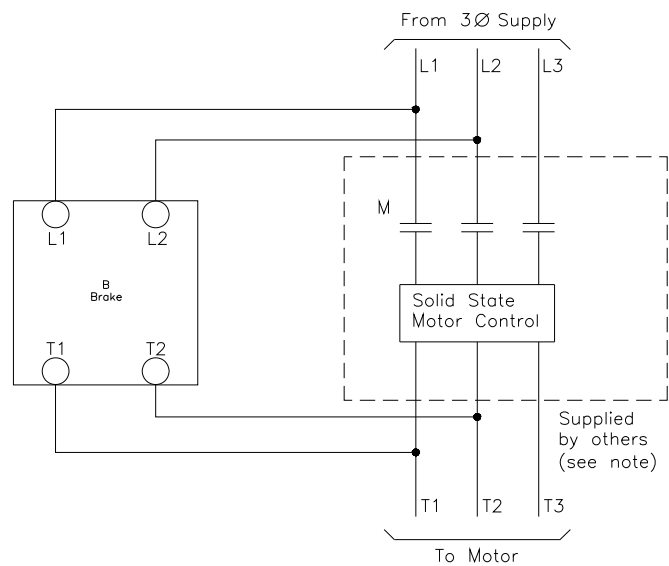 From 3Ø Supply
L1
L2
L3
M
L1
L2
B
Brake
Solid State
Motor Control
T1
T2
Supplied
by others
(see note)
T1
T2
T3
To Motor